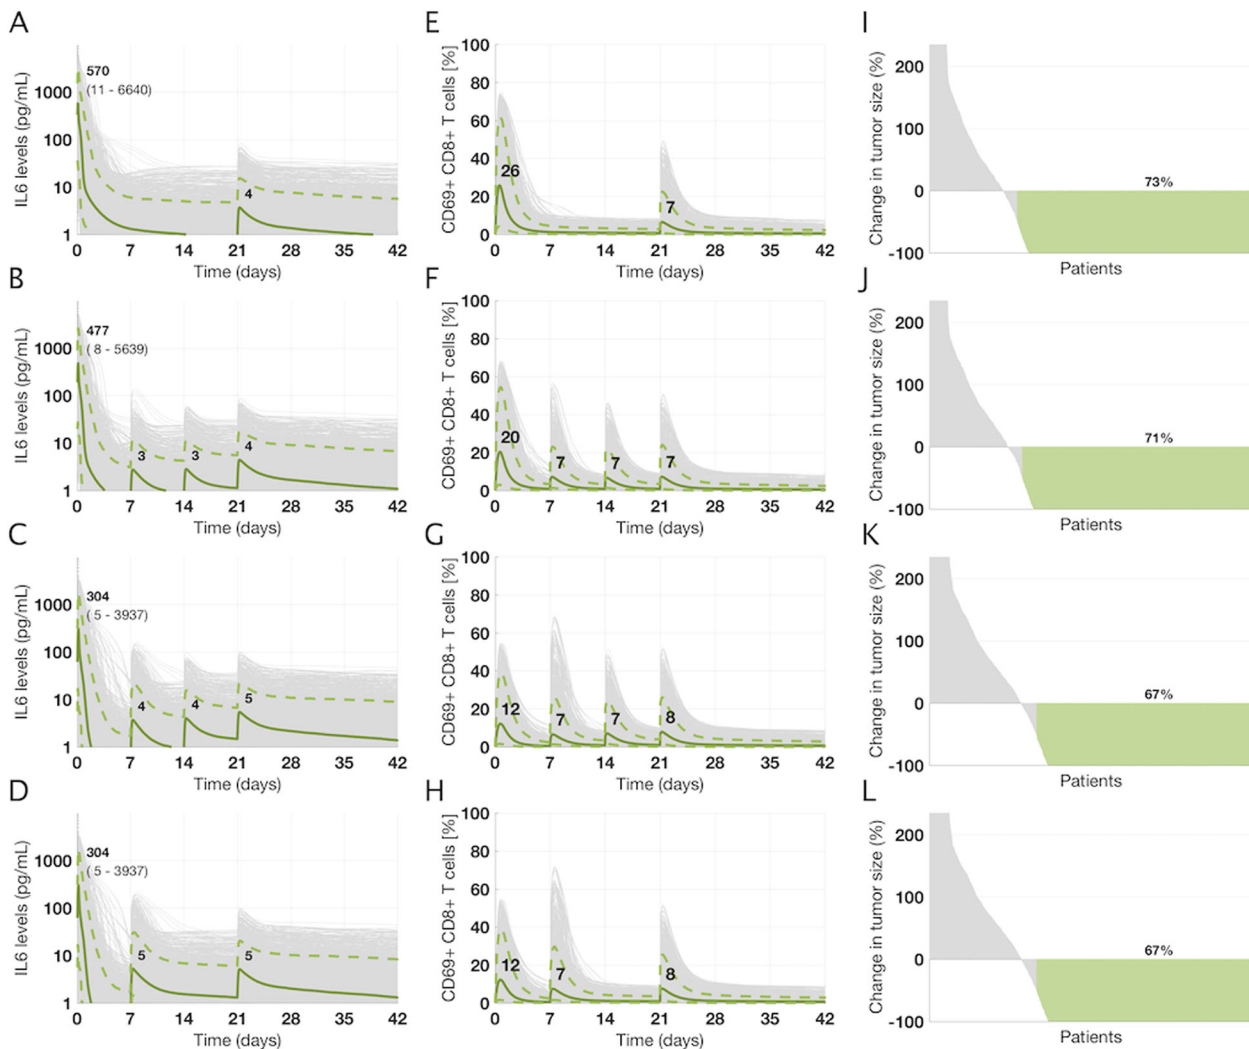 A
IL6 levels (pg/mL)
1000
100
10
1
570
(11 - 6640)
4
0 7 14 21 28 35 42
Time (days)
E
CD69+ CD8+ T cells [%]
100
80
60
40
20
0
26
7
0 7 14 21 28 35 42
Time (days)
I
Change in tumor size (%)
200
100
0
-100
73%
Patients
B
IL6 levels (pg/mL)
1000
100
10
1
477
( 8 - 5639)
3 3 4
0 7 14 21 28 35 42
Time (days)
F
CD69+ CD8+ T cells [%]
100
80
60
40
20
0
20
7 7 7
0 7 14 21 28 35 42
Time (days)
J
Change in tumor size (%)
200
100
0
-100
71%
Patients
C
IL6 levels (pg/mL)
1000
100
10
1
304
( 5 - 3937)
4 4 5
0 7 14 21 28 35 42
Time (days)
G
CD69+ CD8+ T cells [%]
100
80
60
40
20
0
12 7 7 8
0 7 14 21 28 35 42
Time (days)
K
Change in tumor size (%)
200
100
0
-100
67%
Patients
D
IL6 levels (pg/mL)
1000
100
10
1
304
( 5 - 3937)
5 5
0 7 14 21 28 35 42
Time (days)
H
CD69+ CD8+ T cells [%]
100
80
60
40
20
0
12 7 8
0 7 14 21 28 35 42
Time (days)
L
Change in tumor size (%)
200
100
0
-100
67%
Patients